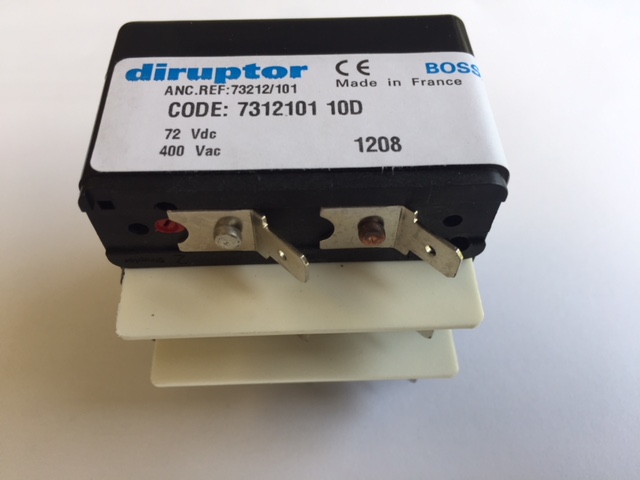 diruptor CE BOSS
ANC.REF:73212/101 Made in France
CODE: 7312101 10D
72 Vdc
400 Vac 1208